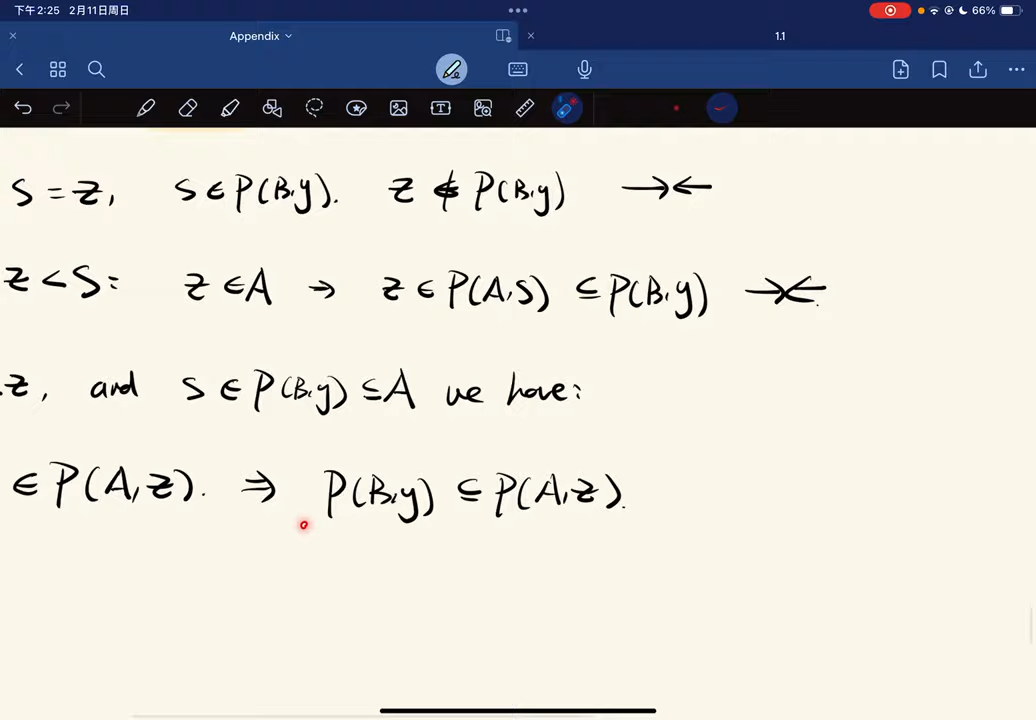 下午2:25 2月11日周日
66%
Appendix
1.1
S = z, S ∈ P(B,y). z ∉ P(B,y) →←
z < S: z ∈ A → z ∈ P(A,S) ⊆ P(B,y) →←.
z, and S ∈ P(B,y) ⊆ A we have:
∈ P(A,z). ⇒ P(B,y) ⊆ P(A,z).